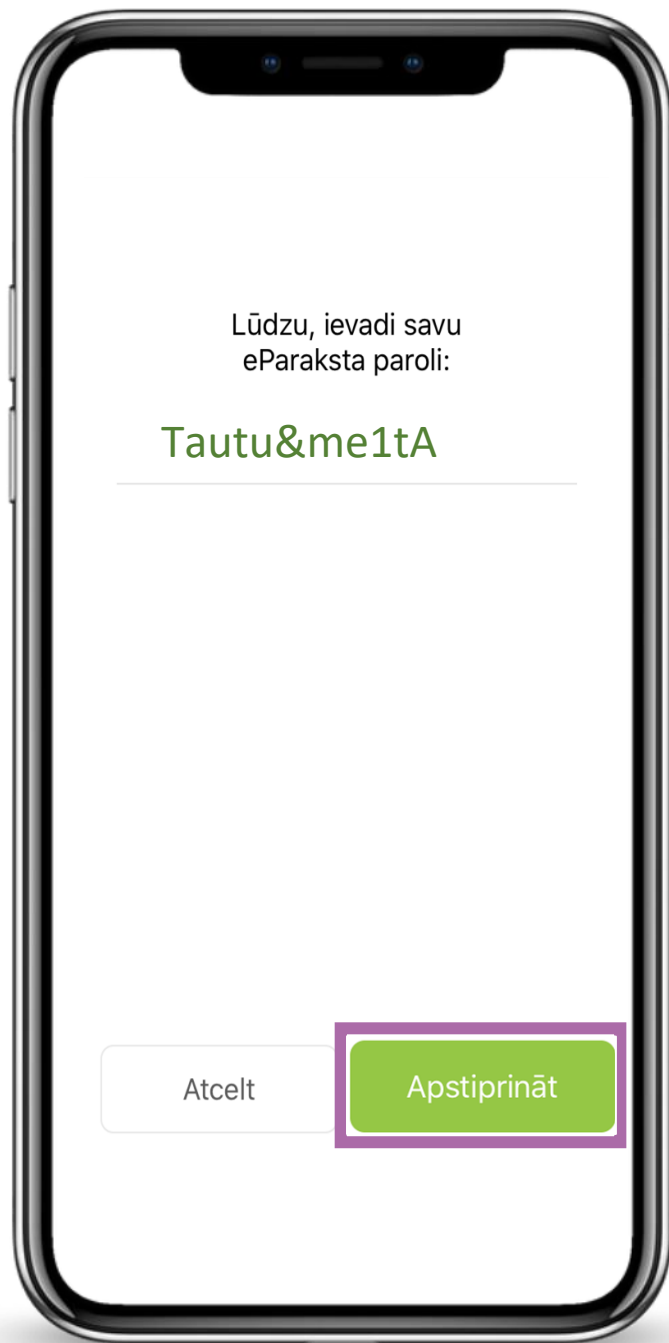 Lūdzu, ievadi savu
eParaksta paroli:
Tautu&me1tA
Atcelt
Apstiprināt